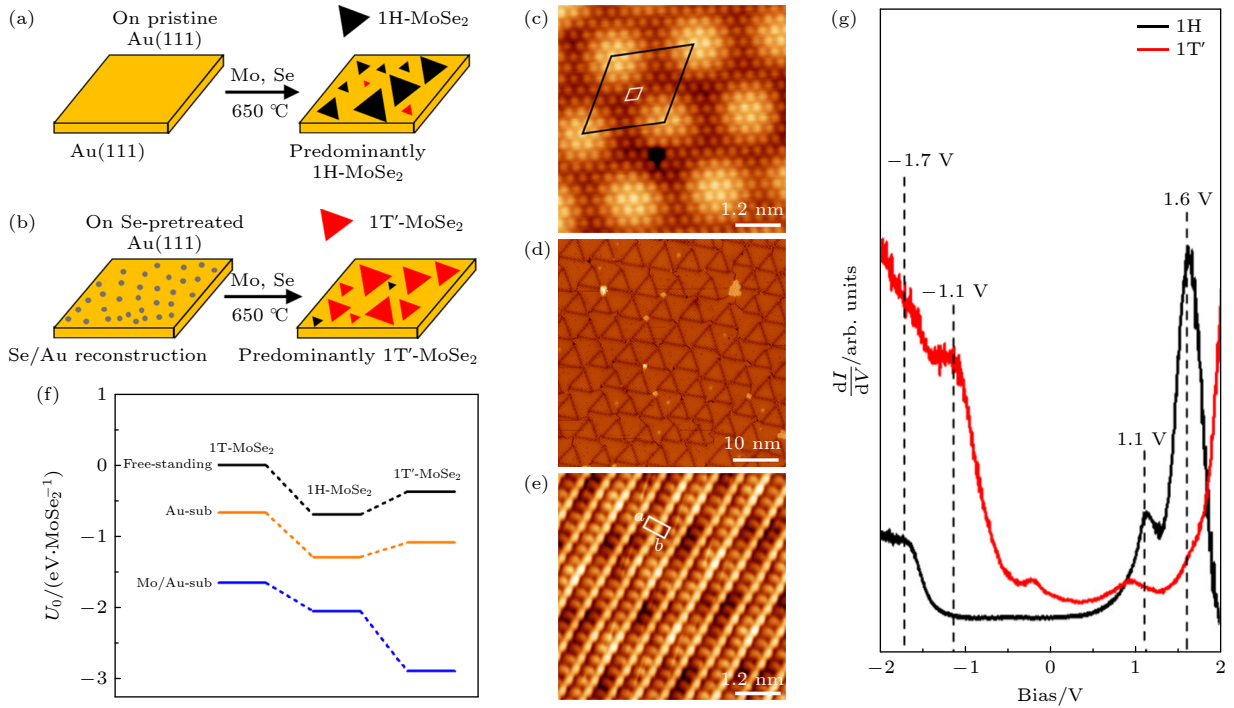 (a)
On pristine
Au(111)
1H-MoSe₂
Mo, Se
650 ℃
Au(111)
Predominantly
1H-MoSe₂
(b)
On Se-pretreated
Au(111)
1T′-MoSe₂
Mo, Se
650 ℃
Se/Au reconstruction
Predominantly 1T′-MoSe₂
(c)
1.2 nm
(d)
10 nm
(e)
a
b
1.2 nm
(f)
1
0
−1
−2
−3
U₀/(eV·MoSe₂⁻¹)
1T-MoSe₂
Free-standing
1H-MoSe₂
1T′-MoSe₂
Au-sub
Mo/Au-sub
(g)
1H
1T′
−1.7 V
−1.1 V
1.6 V
1.1 V
dI
dV/arb. units
−2
−1
0
1
2
Bias/V